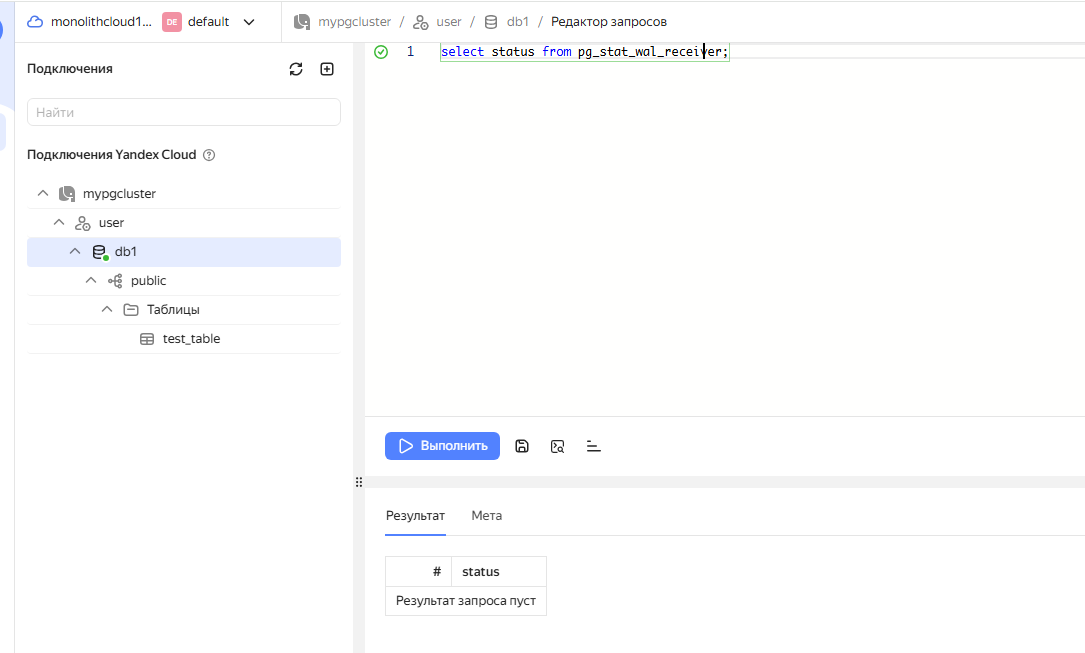 monolithcloud1... DE default
mypgcluster / user / db1 / Редактор запросов
Подключения
Найти
Подключения Yandex Cloud
mypgcluster
user
db1
public
Таблицы
test_table
1 select status from pg_stat_wal_receiver;
Выполнить
Результат Мета
# status
Результат запроса пуст